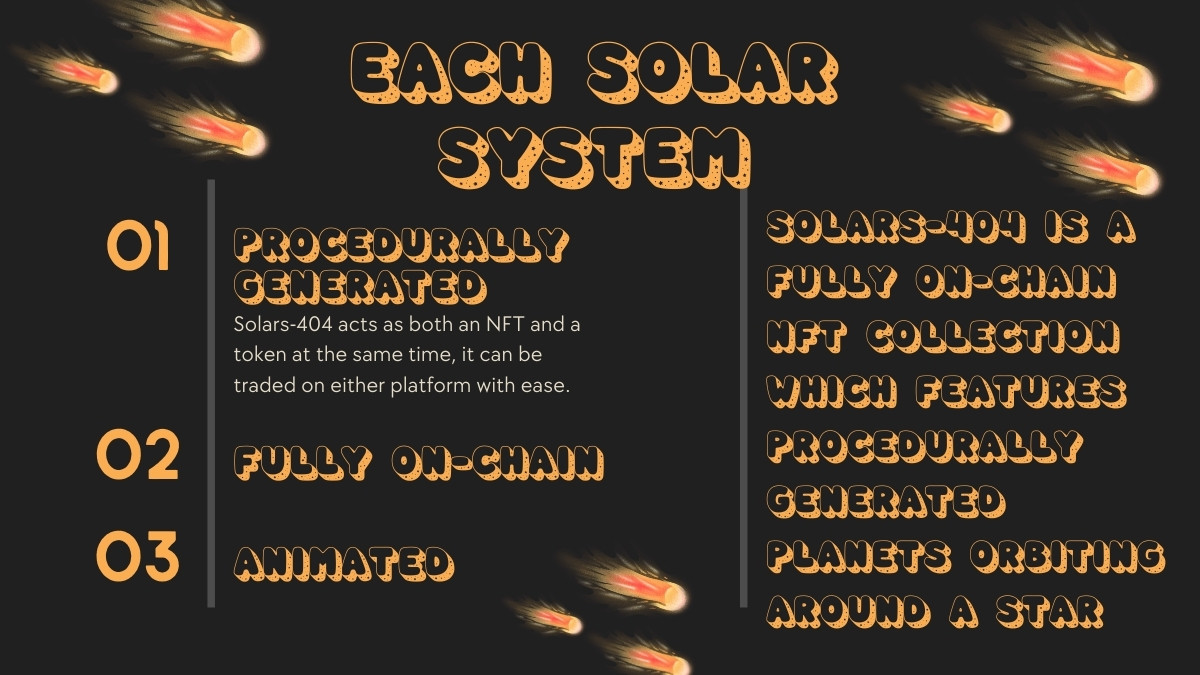 EACH SOLAR
SYSTEM
01
PROCEDURALLY
GENERATED
Solars-404 acts as both an NFT and a
token at the same time, it can be
traded on either platform with ease.
02
FULLY ON-CHAIN
03
ANIMATED
SOLARS-404 IS A
FULLY ON-CHAIN
NFT COLLECTION
WHICH FEATURES
PROCEDURALLY
GENERATED
PLANETS ORBITING
AROUND A STAR